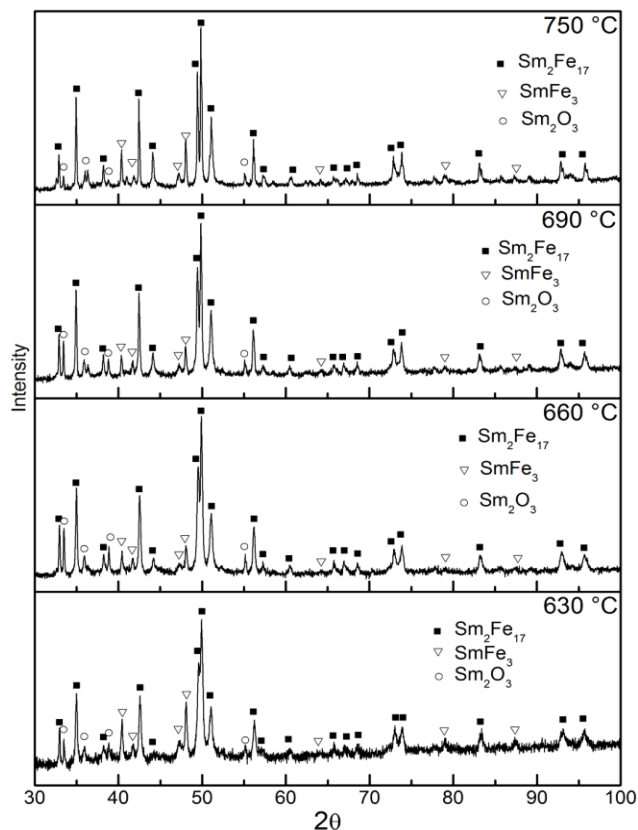 750 °C
■ Sm₂Fe₁₇
▽ SmFe₃
○ Sm₂O₃
690 °C
■ Sm₂Fe₁₇
▽ SmFe₃
○ Sm₂O₃
Intensity
660 °C
■ Sm₂Fe₁₇
▽ SmFe₃
○ Sm₂O₃
630 °C
■ Sm₂Fe₁₇
▽ SmFe₃
○ Sm₂O₃
30 40 50 60 70 80 90 100
2θ